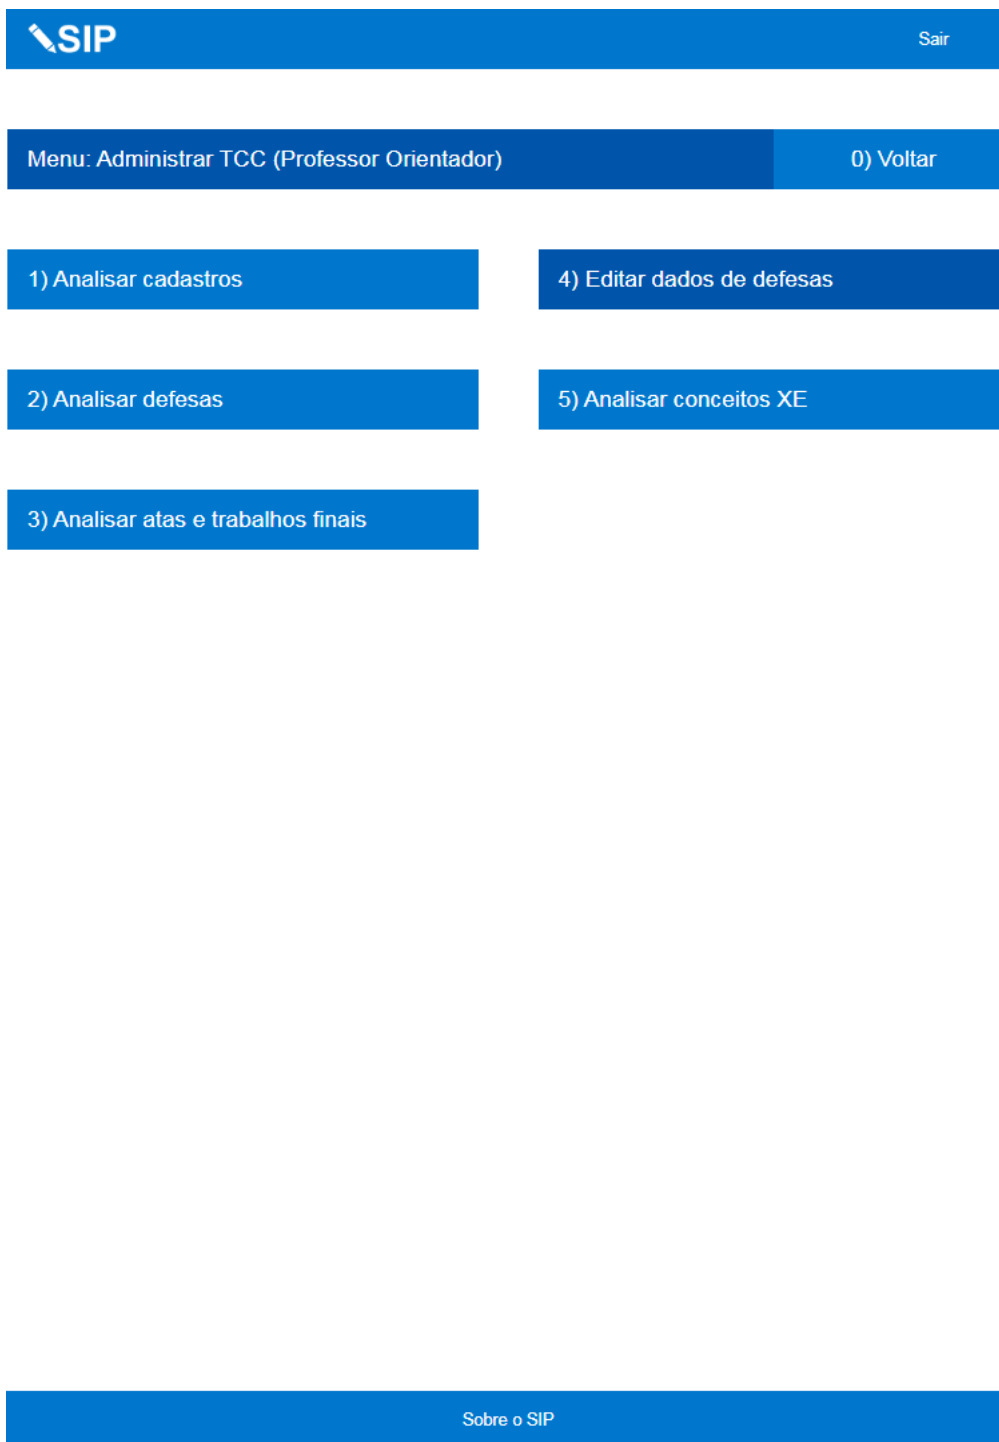 SIP
Sair
Menu: Administrar TCC (Professor Orientador)
0) Voltar
1) Analisar cadastros
4) Editar dados de defesas
2) Analisar defesas
5) Analisar conceitos XE
3) Analisar atas e trabalhos finais
Sobre o SIP